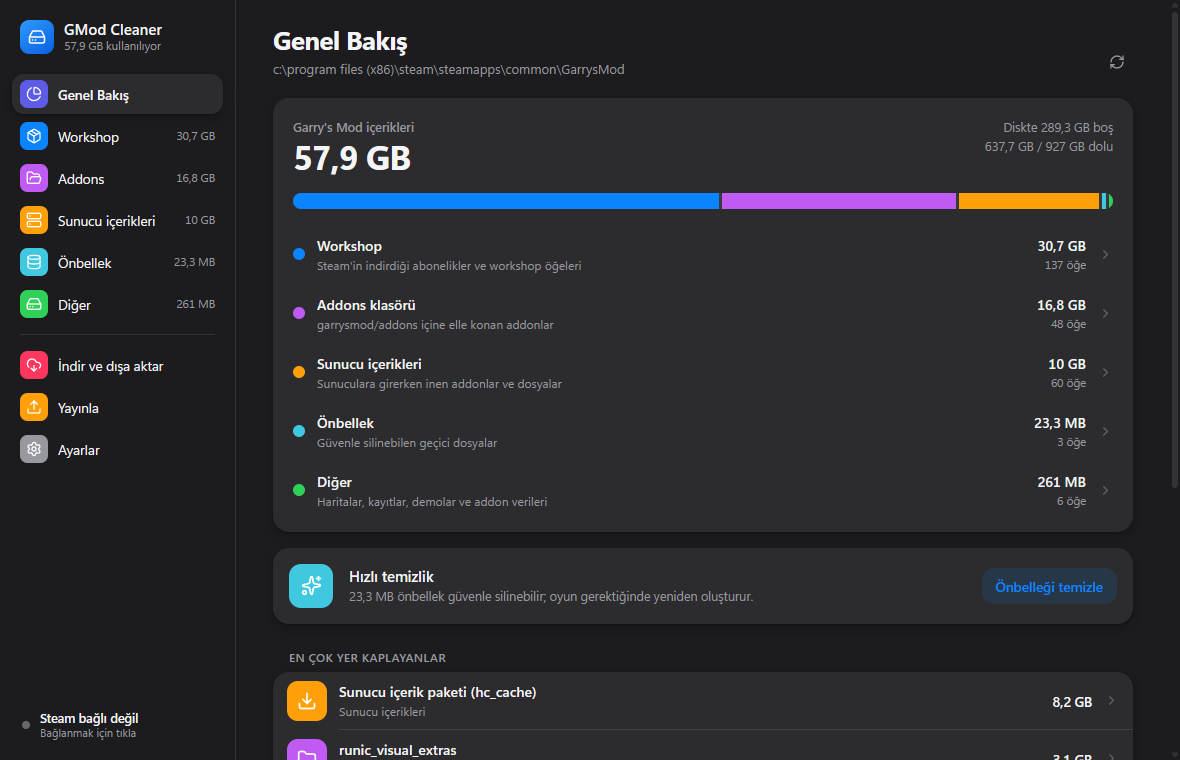 GMod Cleaner
57,9 GB kullanılıyor
Genel Bakış
Workshop 30,7 GB
Addons 16,8 GB
Sunucu içerikleri 10 GB
Önbellek 23,3 MB
Diğer 261 MB
İndir ve dışa aktar
Yayınla
Ayarlar
Steam bağlı değil
Bağlanmak için tıkla
Genel Bakış
c:\program files (x86)\steam\steamapps\common\GarrysMod
Garry's Mod içerikleri
57,9 GB
Diskte 289,3 GB boş
637,7 GB / 927 GB dolu
Workshop
Steam'in indirdiği abonelikler ve workshop öğeleri
30,7 GB
137 öğe
Addons klasörü
garrysmod/addons içine elle konan addonlar
16,8 GB
48 öğe
Sunucu içerikleri
Sunuculara girerken inen addonlar ve dosyalar
10 GB
60 öğe
Önbellek
Güvenle silinebilen geçici dosyalar
23,3 MB
3 öğe
Diğer
Haritalar, kayıtlar, demolar ve addon verileri
261 MB
6 öğe
Hızlı temizlik
23,3 MB önbellek güvenle silinebilir; oyun gerektiğinde yeniden oluşturur.
Önbelleği temizle
EN ÇOK YER KAPLAYANLAR
Sunucu içerik paketi (hc_cache)
Sunucu içerikleri
8,2 GB
runic_visual_extras
3,1 GB